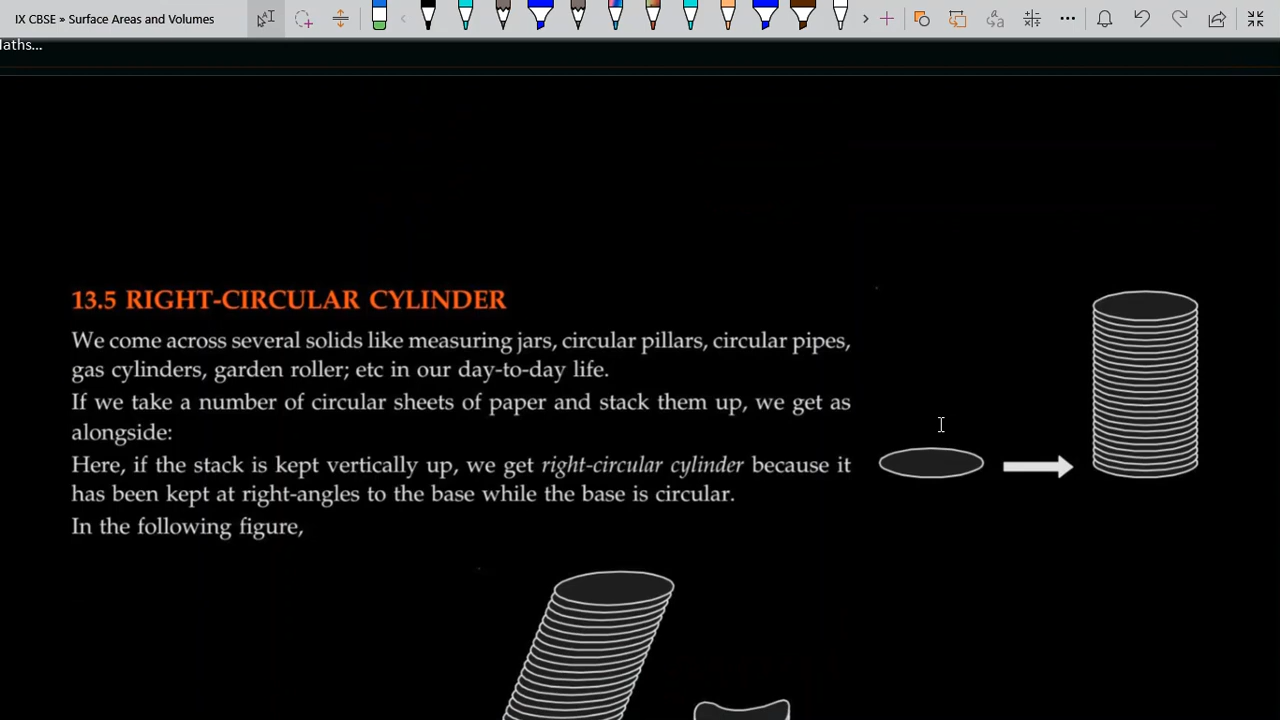 IX CBSE » Surface Areas and Volumes
laths...
13.5 RIGHT-CIRCULAR CYLINDER
We come across several solids like measuring jars, circular pillars, circular pipes,
gas cylinders, garden roller; etc in our day-to-day life.
If we take a number of circular sheets of paper and stack them up, we get as
alongside:
Here, if the stack is kept vertically up, we get right-circular cylinder because it
has been kept at right-angles to the base while the base is circular.
In the following figure,